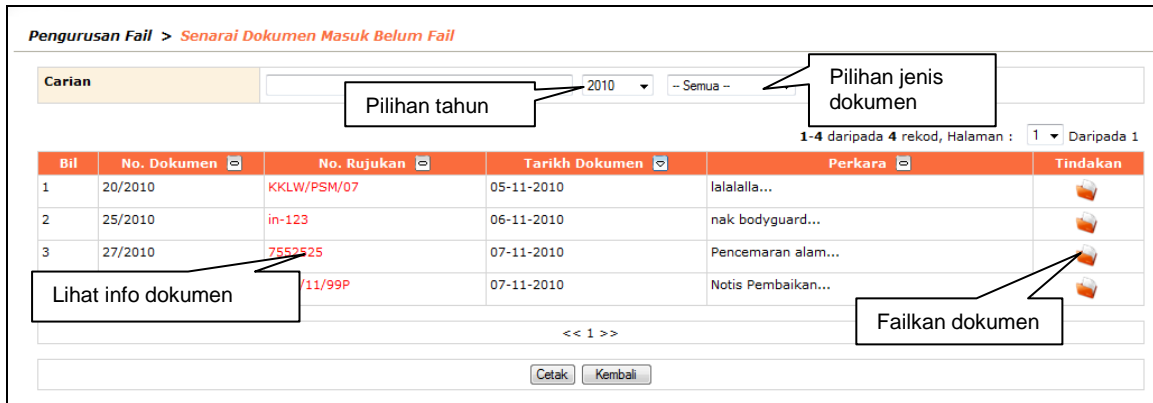 Pengurusan Fail > Senarai Dokumen Masuk Belum Fail
Carian 2010 -- Semua --
Pilihan tahun
Pilihan jenis
dokumen
1-4 daripada 4 rekod, Halaman : 1 Daripada 1
Bil No. Dokumen No. Rujukan Tarikh Dokumen Perkara Tindakan
1 20/2010 KKLW/PSM/07 05-11-2010 lalalalla...
2 25/2010 in-123 06-11-2010 nak bodyguard...
3 27/2010 7552525 07-11-2010 Pencemaran alam...
/11/99P 07-11-2010 Notis Pembaikan...
Lihat info dokumen
Failkan dokumen
<< 1 >>
Cetak Kembali